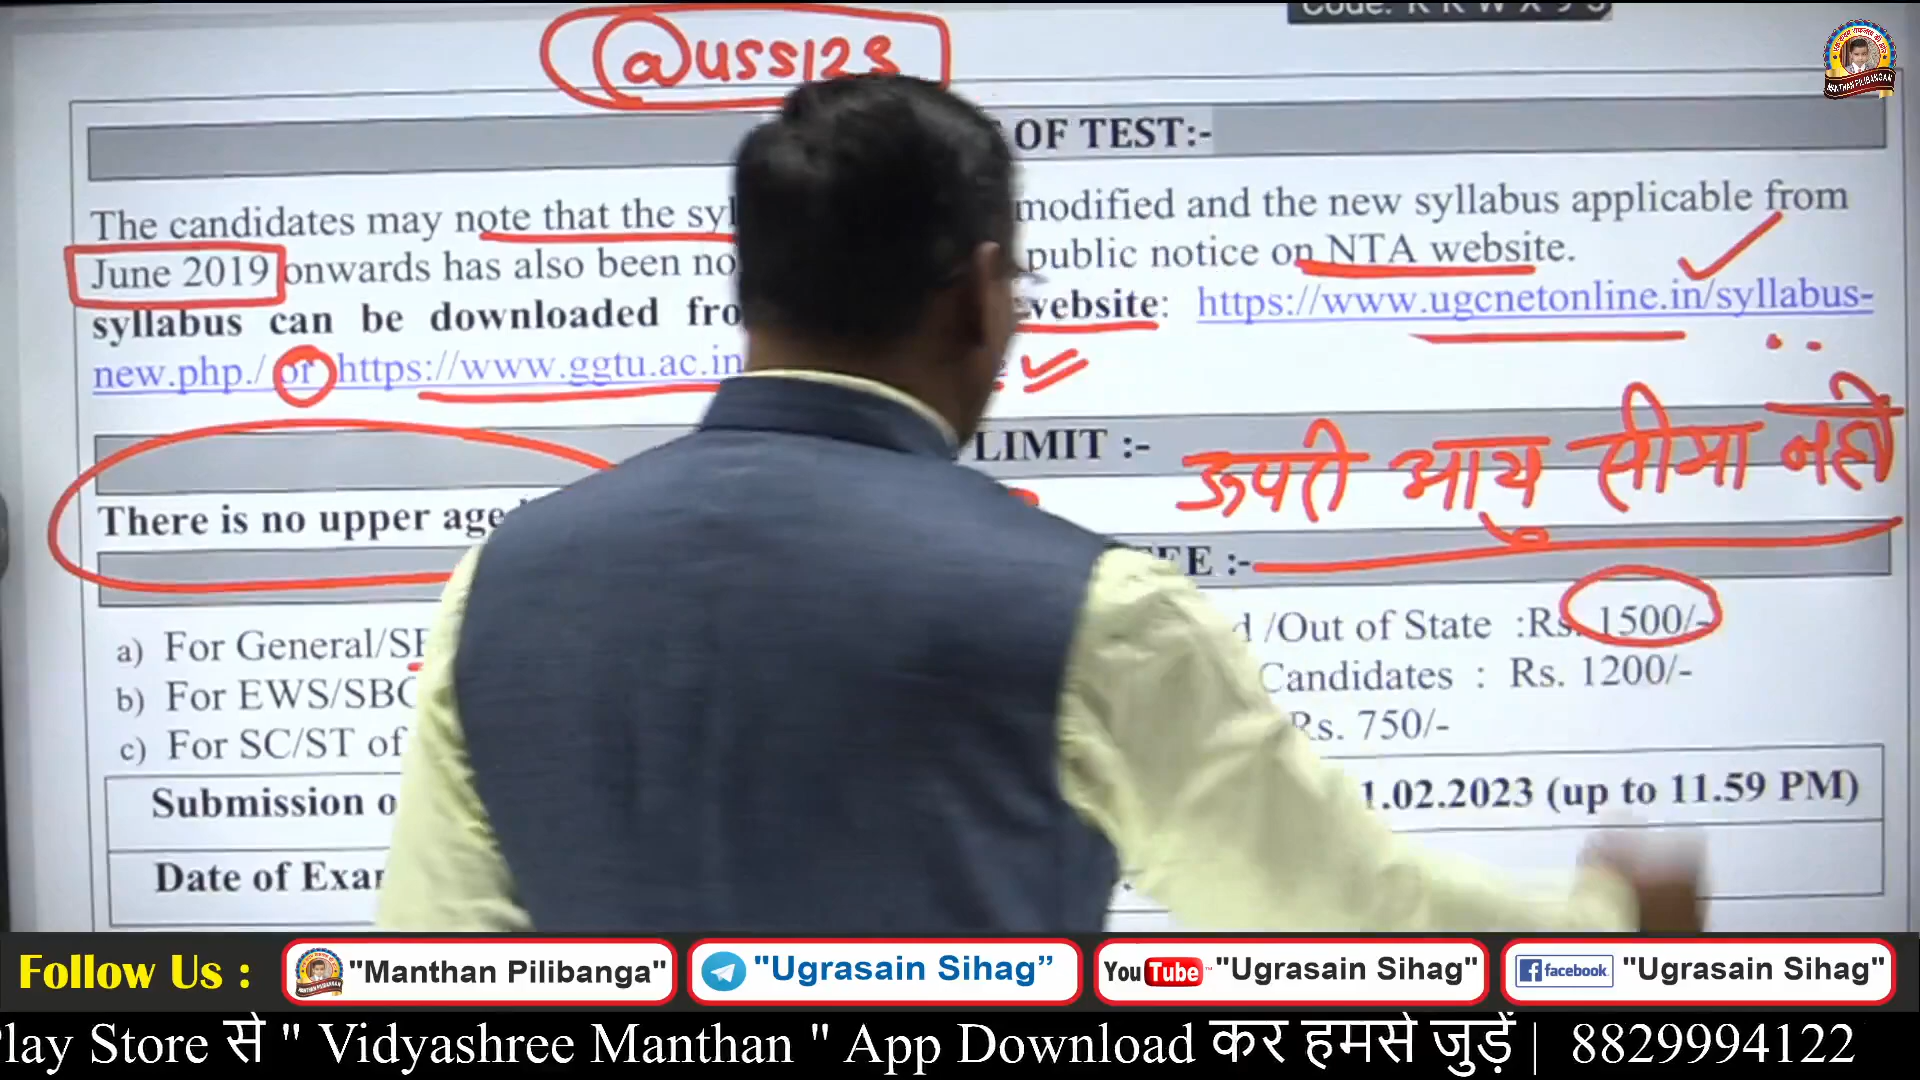 @USS123
OF TEST:-
The candidates may note that the syl modified and the new syllabus applicable from
June 2019 onwards has also been no public notice on NTA website.
syllabus can be downloaded fro website: https://www.ugcnetonline.in/syllabus-
new.php./ or https://www.ggtu.ac.in
LIMIT :- ऊपरी आयु सीमा नहीं
There is no upper age
EE :-
a) For General/SE d /Out of State :Rs. 1500/-
b) For EWS/SBC Candidates : Rs. 1200/-
c) For SC/ST of Rs. 750/-
Submission o 1.02.2023 (up to 11.59 PM)
Date of Exa
Follow Us : "Manthan Pilibanga" "Ugrasain Sihag” YouTube "Ugrasain Sihag" facebook "Ugrasain Sihag"
Play Store से " Vidyashree Manthan " App Download कर हमसे जुड़ें | 8829994122